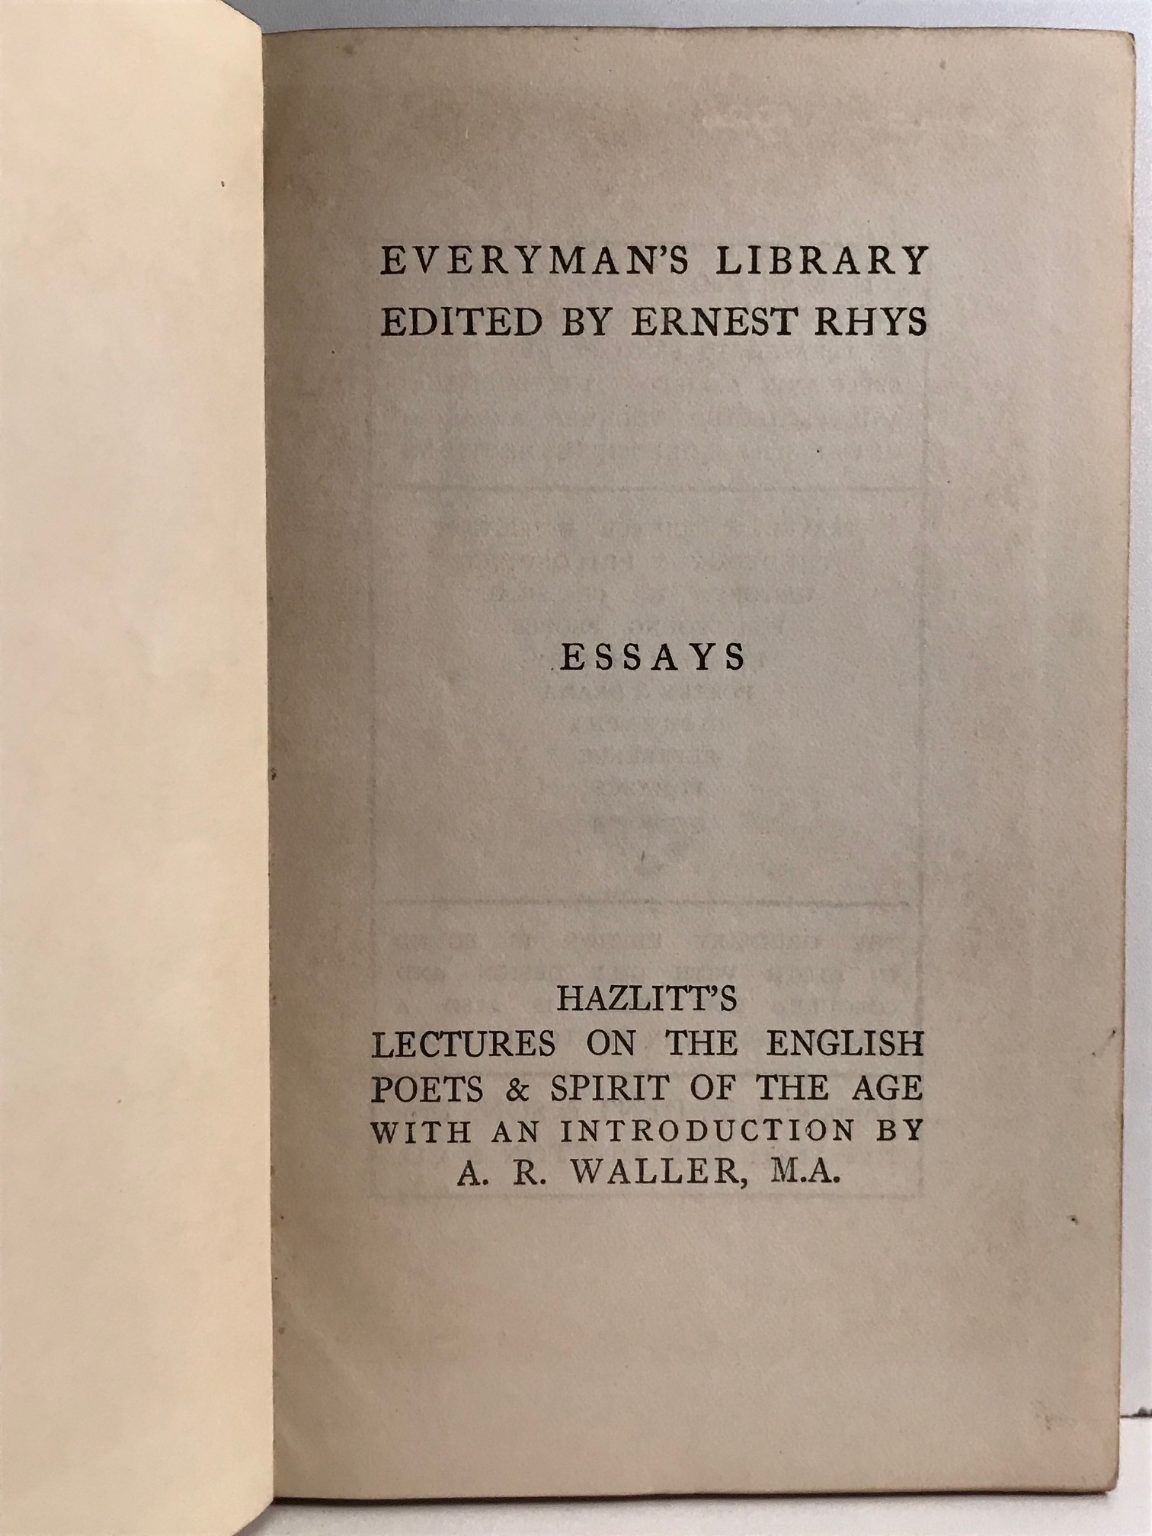 EVERYMAN'S LIBRARY
EDITED BY ERNEST RHYS
ESSAYS
HAZLITT'S
LECTURES ON THE ENGLISH
POETS & SPIRIT OF THE AGE
WITH AN INTRODUCTION BY
A. R. WALLER, M.A.